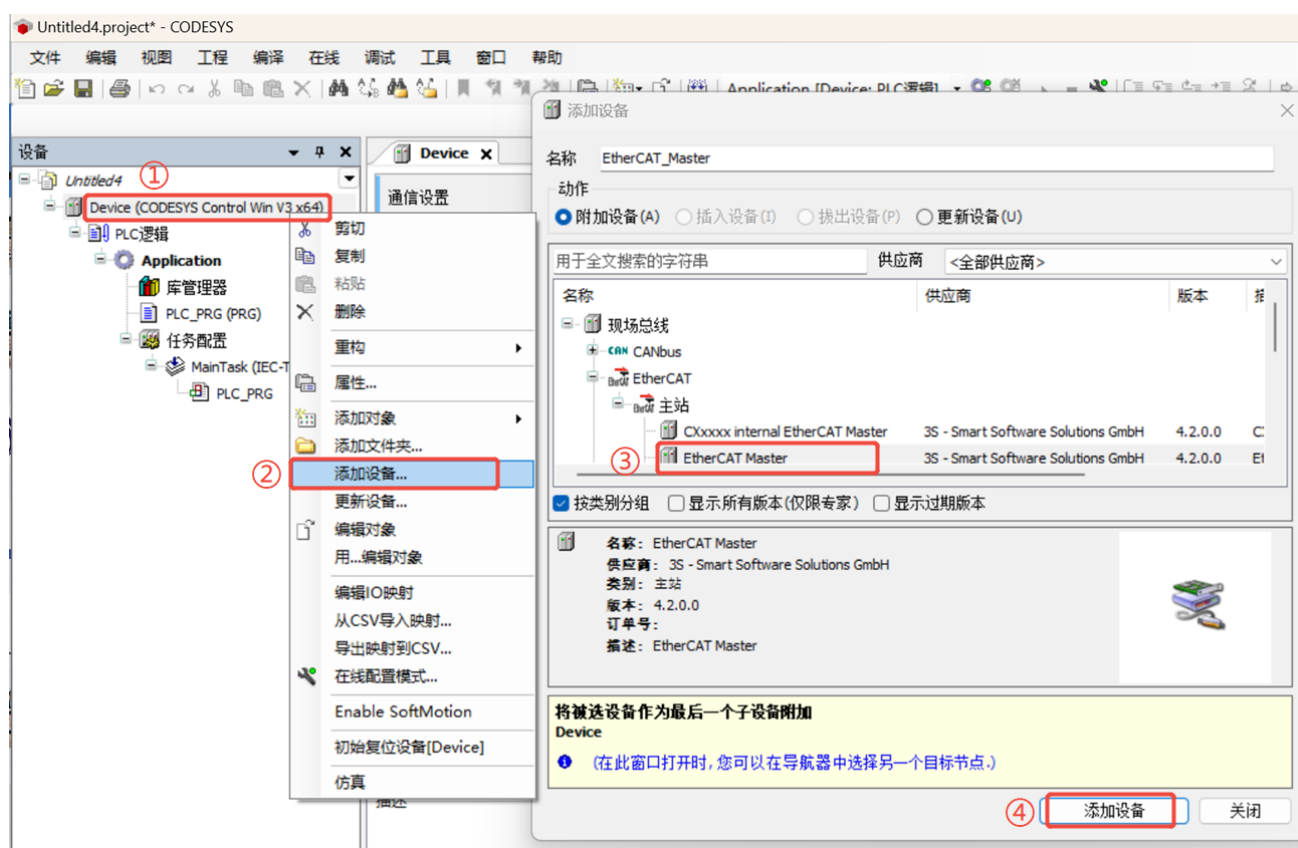 Untitled4.project* - CODESYS
文件 编辑 视图 工程 编译 在线 调试 工具 窗口 帮助
Application [Device: PLC逻辑]
设备
①
Untitled4
Device (CODESYS Control Win V3 x64)
PLC逻辑
Application
库管理器
PLC_PRG (PRG)
任务配置
MainTask (IEC-T
PLC_PRG
Device
通信设置
剪切
复制
粘贴
删除
重构
属性...
添加对象
添加文件夹...
②
添加设备...
更新设备...
编辑对象
用...编辑对象
编辑IO映射
从CSV导入映射...
导出映射到CSV...
在线配置模式...
Enable SoftMotion
初始复位设备[Device]
仿真
描述
添加设备
名称 EtherCAT_Master
动作
附加设备(A) 插入设备(I) 拔出设备(P) 更新设备(U)
用于全文搜索的字符串 供应商 <全部供应商>
名称 供应商 版本 描
现场总线
CAN CANbus
EtherCAT
主站
CXxxxx internal EtherCAT Master 3S - Smart Software Solutions GmbH 4.2.0.0
③
EtherCAT Master 3S - Smart Software Solutions GmbH 4.2.0.0 Et
按类别分组 显示所有版本(仅限专家) 显示过期版本
名称: EtherCAT Master
供应商: 3S - Smart Software Solutions GmbH
类别: 主站
版本: 4.2.0.0
订单号:
描述: EtherCAT Master
将被选设备作为最后一个子设备附加
Device
(在此窗口打开时,您可以在导航器中选择另一个目标节点.)
④
添加设备 关闭